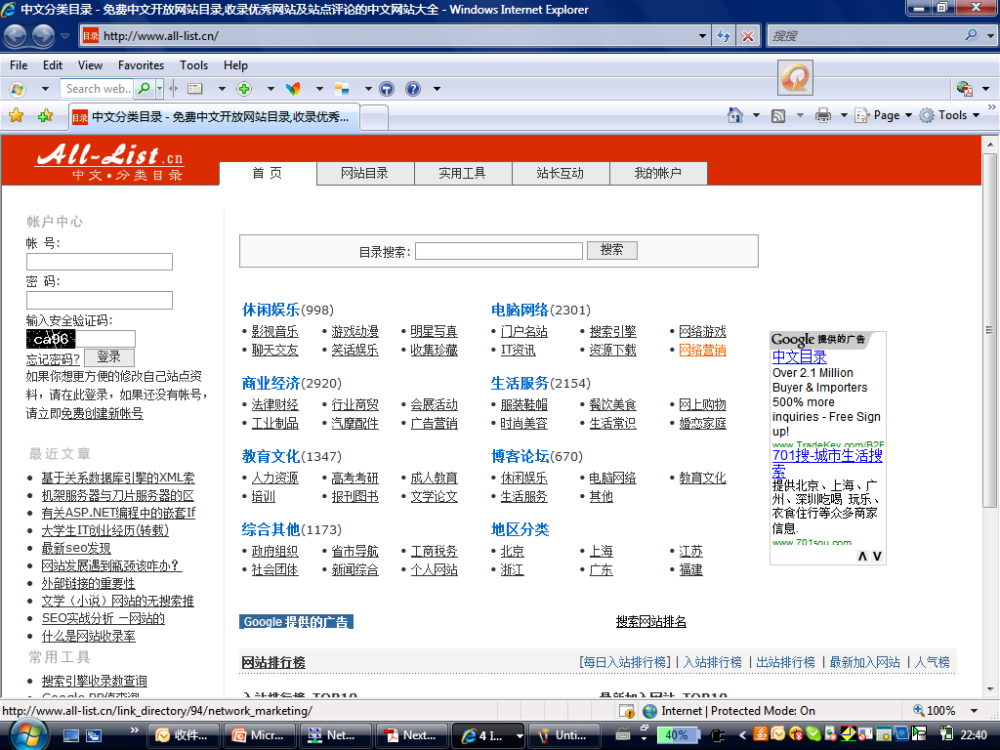 中文分类目录 - 免费中文开放网站目录,收录优秀网站及站点评论的中文网站大全 - Windows Internet Explorer
http://www.all-list.cn/
搜搜
File Edit View Favorites Tools Help
Search web...
中文分类目录 - 免费中文开放网站目录,收录优秀...
Page Tools
All-List.cn
中文•分类目录
首 页 网站目录 实用工具 站长互动 我的帐户
帐户中心
帐 号:
密 码:
输入安全验证码:
ca96
忘记密码? 登录
如果你想更方便的修改自己站点资
料，请在此登录，如果还没有帐号，
请立即免费创建新帐号
最近文章
• 基于关系数据库引擎的XML索
• 机架服务器与刀片服务器的区
• 有关ASP.NET编程中的嵌套If
• 大学生IT创业经历(转载)
• 最新seo发现
• 网站发展遇到瓶颈该咋办？
• 外部链接的重要性
• 文学（小说）网站的无搜索推
• SEO实战分析 —网站的
• 什么是网站收录率
常用工具
• 搜索引擎收录数查询
• Google PR值查询
目录搜索: 搜索
休闲娱乐(998)
• 影视音乐 • 游戏动漫 • 明星写真
• 聊天交友 • 笑话娱乐 • 收集珍藏
电脑网络(2301)
• 门户名站 • 搜索引擎 • 网络游戏
• IT资讯 • 资源下载 • 网络营销
商业经济(2920)
• 法律财经 • 行业商贸 • 会展活动
• 工业制品 • 汽摩配件 • 广告营销
生活服务(2154)
• 服装鞋帽 • 餐饮美食 • 网上购物
• 时尚美容 • 生活常识 • 婚恋家庭
教育文化(1347)
• 人力资源 • 高考考研 • 成人教育
• 培训 • 报刊图书 • 文学论文
博客论坛(670)
• 休闲娱乐 • 电脑网络 • 教育文化
• 生活服务 • 其他
综合其他(1173)
• 政府组织 • 省市导航 • 工商税务
• 社会团体 • 新闻综合 • 个人网站
地区分类
• 北京 • 上海 • 江苏
• 浙江 • 广东 • 福建
Google 提供的广告
搜索网站排名
网站排行榜 [每日入站排行榜] | 入站排行榜 | 出站排行榜 | 最新加入网站 | 人气榜
入站排行榜 TOP10 最新加入网站 TOP10
Google 提供的广告
中文目录
Over 2.1 Million
Buyer & Importers
500% more
inquiries - Free Sign
up!
www.TradeKey.com/B2E
701搜-城市生活搜
索
提供北京、上海、广
州、深圳吃喝 玩乐、
衣食住行等众多商家
信息.
www.701sou.com
http://www.all-list.cn/link_directory/94/network_marketing/
Internet | Protected Mode: On
100%
收件... Micr... Net... Next... 4 I... Unti...
40%
22:40